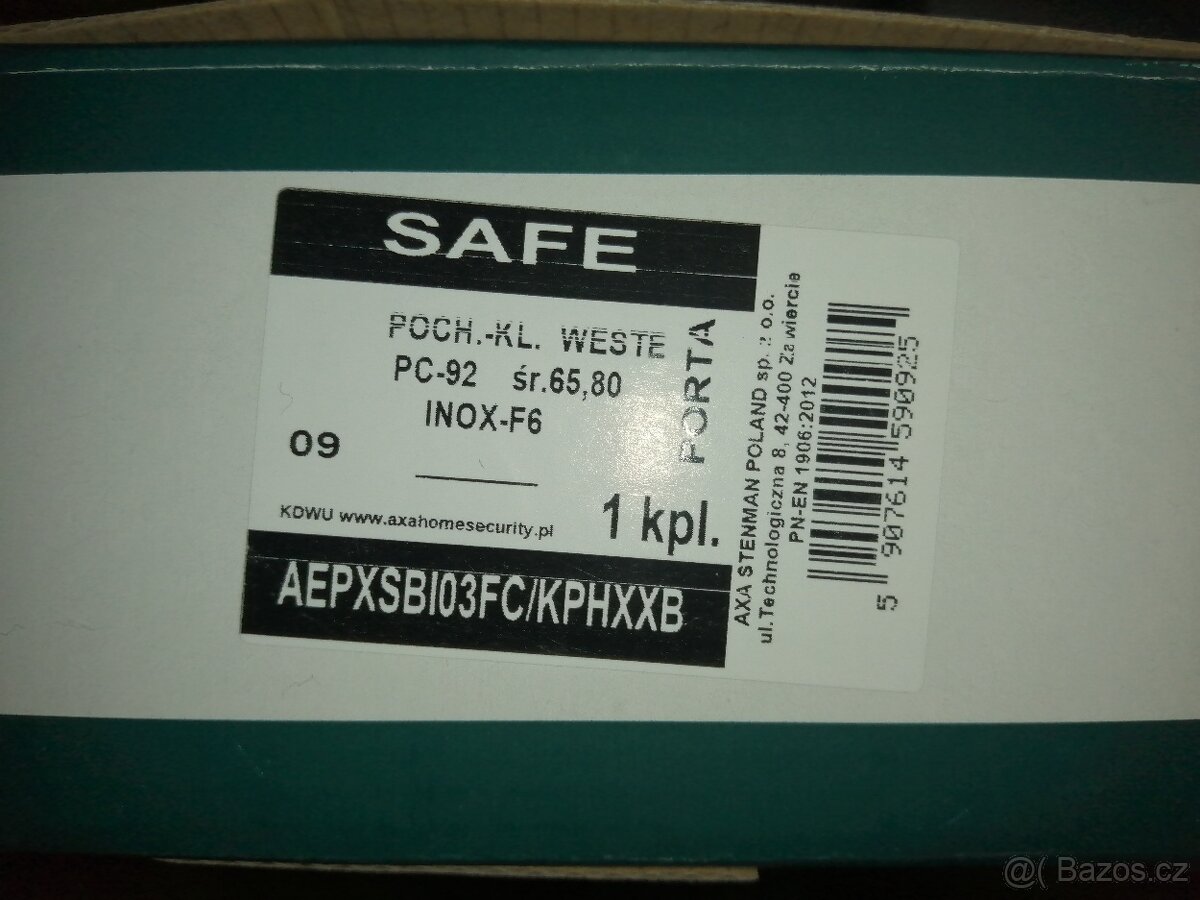 SAFE
POCH.-KL. WESTE
PC-92 śr.65,80
INOX-F6
09
PORTA
1 kpl.
KDWU www.axahomesecurity.pl
AEPXSBI03FC/KPHXXB
AXA STENMAN POLAND sp. z o.o.
ul.Technologiczna 8, 42-400 Zawiercie
PN-EN 1906:2012
5 907614 590925
@( Bazos.cz